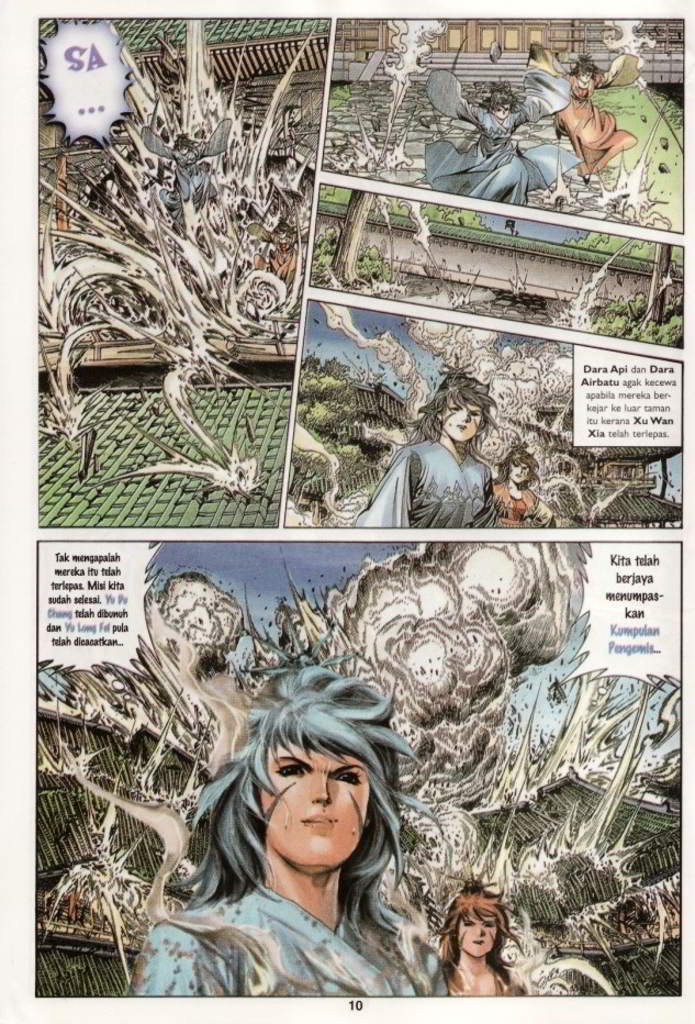 SA
...
Dara Api dan Dara
Airbatu agak kecewa
apabila mereka ber-
kejar ke luar taman
itu kerana Xu Wan
Xia telah terlepas.
Tak mengapalah
mereka itu telah
terlepas. Misi kita
sudah selesai. Yu Pu
Chang telah dibunuh
dan Yu Long Fei pula
telah dicacatkan...
Kita telah
berjaya
menumpas-
kan
Kumpulan
Pengemis...
10